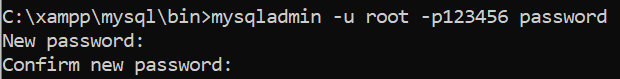 C:\xampp\mysql\bin>mysqladmin -u root -p123456 password
New password:
Confirm new password: